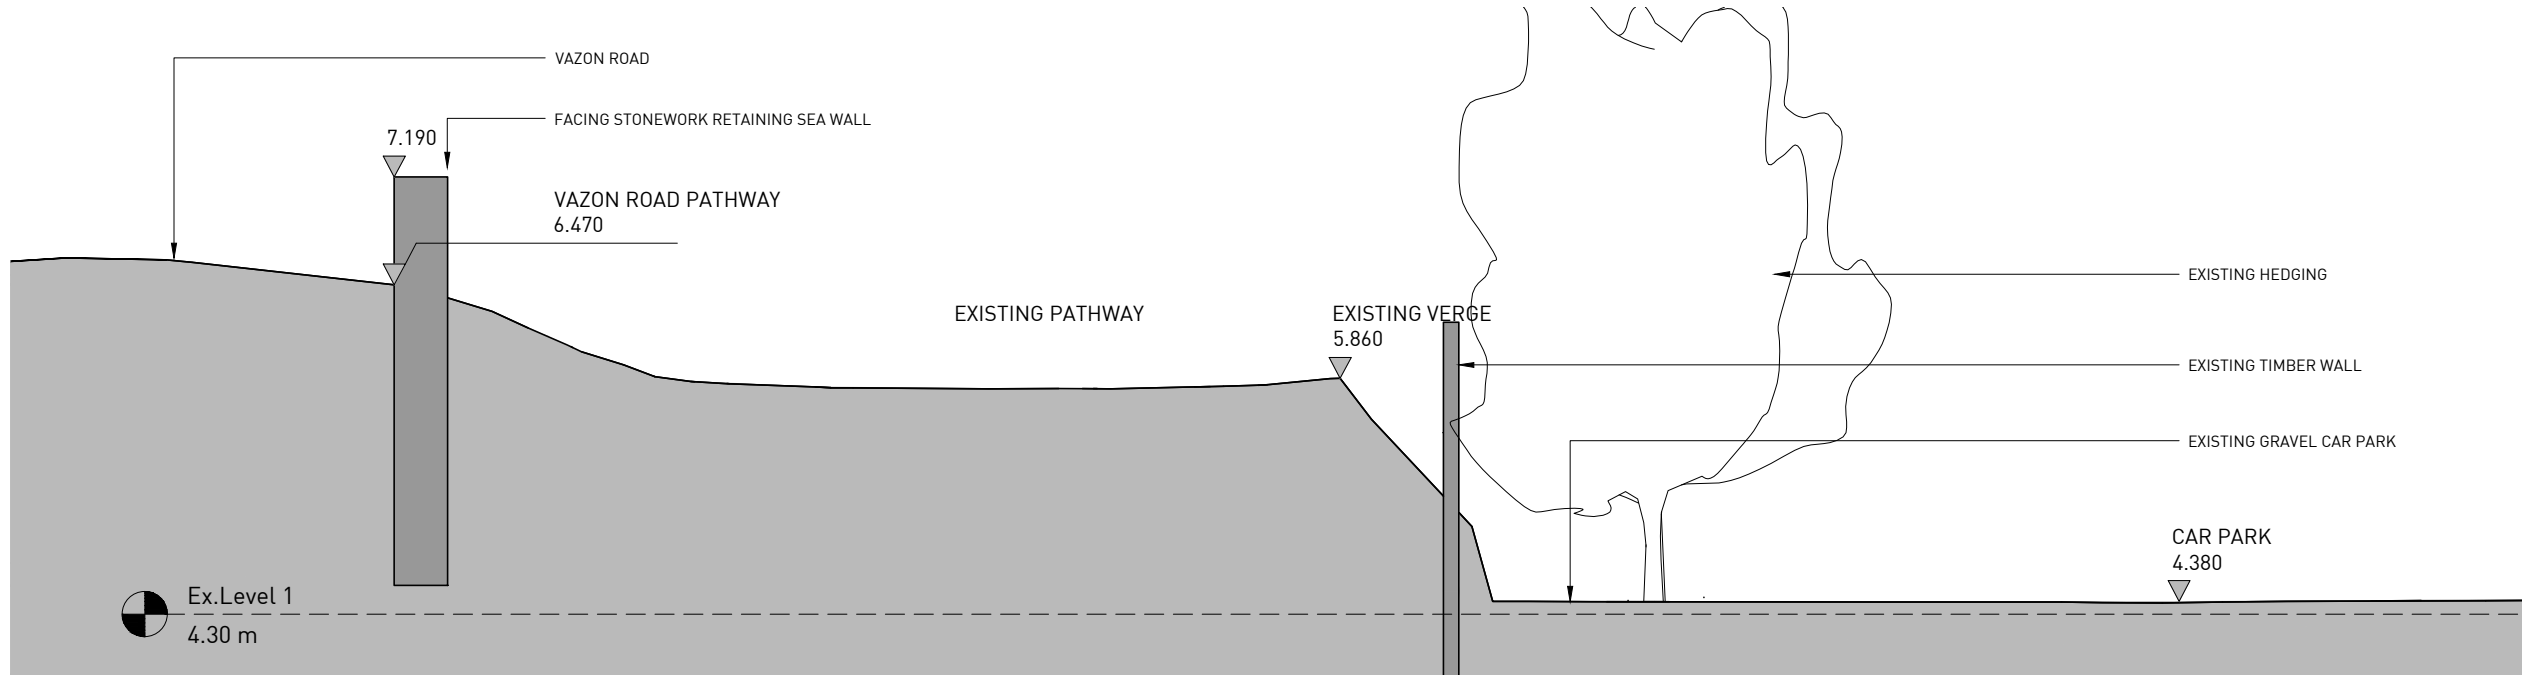 VAZON ROAD
FACING STONEWORK RETAINING SEA WALL
7.190
VAZON ROAD PATHWAY
6.470
EXISTING PATHWAY
EXISTING VERGE
5.860
EXISTING HEDGING
EXISTING TIMBER WALL
EXISTING GRAVEL CAR PARK
CAR PARK
4.380
Ex.Level 1
4.30 m